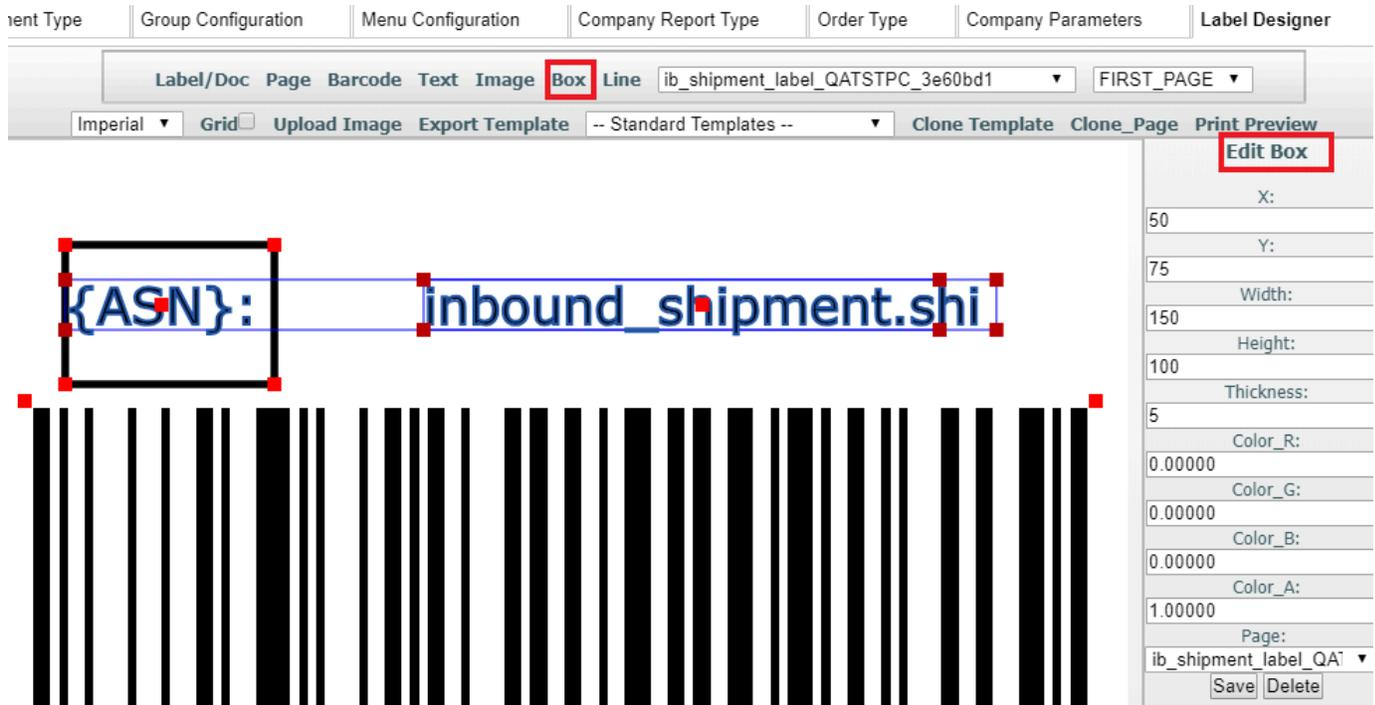 ent Type Group Configuration Menu Configuration Company Report Type Order Type Company Parameters Label Designer
Label/Doc Page Barcode Text Image Box Line ib_shipment_label_QATSTPC_3e60bd1 FIRST_PAGE
Imperial Grid Upload Image Export Template -- Standard Templates -- Clone Template Clone_Page Print Preview
Edit Box
X:
50
Y:
75
{ASN}: inbound_shipment.shi
Width:
150
Height:
100
Thickness:
5
Color_R:
0.00000
Color_G:
0.00000
Color_B:
0.00000
Color_A:
1.00000
Page:
ib_shipment_label_QAT
Save Delete